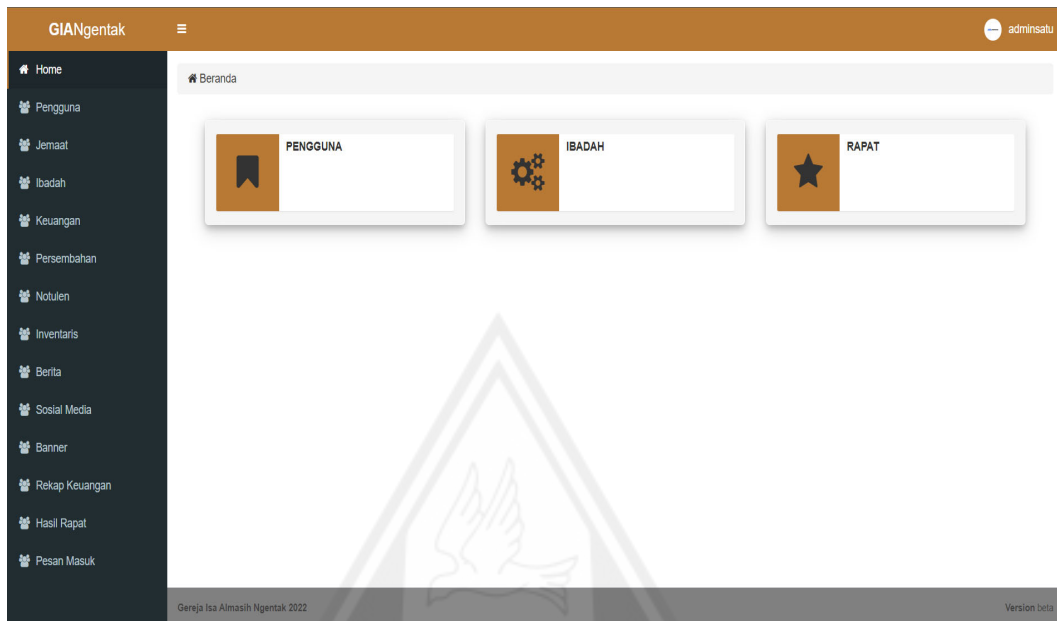 GIANgentak
adminsatu
Home
Beranda
Pengguna
Jemaat
Ibadah
Keuangan
Persembahan
Notulen
Inventaris
Berita
Sosial Media
Banner
Rekap Keuangan
Hasil Rapat
Pesan Masuk
PENGGUNA
IBADAH
RAPAT
Gereja Isa Almasih Ngentak 2022
Version beta